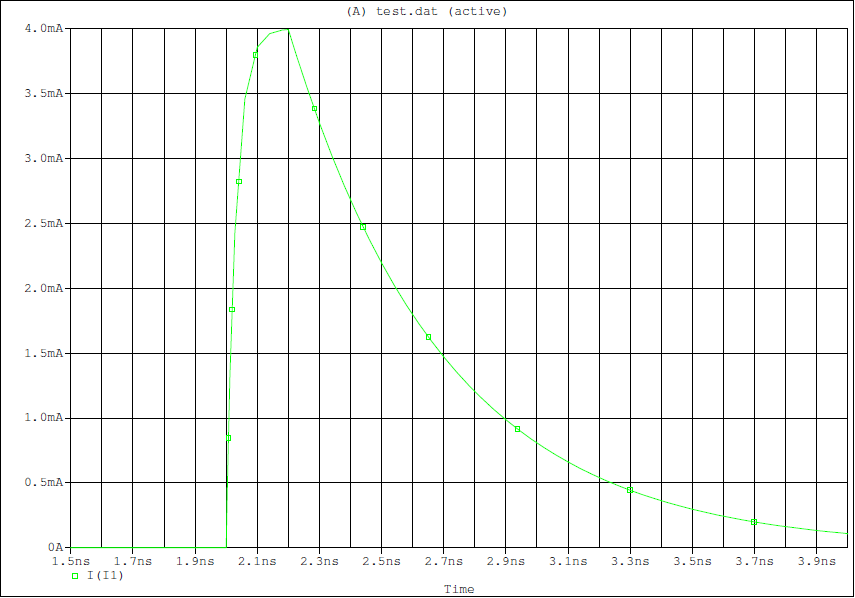 (A) test.dat (active)
4.0mA
3.5mA
3.0mA
2.5mA
2.0mA
1.5mA
1.0mA
0.5mA
0A
1.5ns 1.7ns 1.9ns 2.1ns 2.3ns 2.5ns 2.7ns 2.9ns 3.1ns 3.3ns 3.5ns 3.7ns 3.9ns
I(I1)
Time